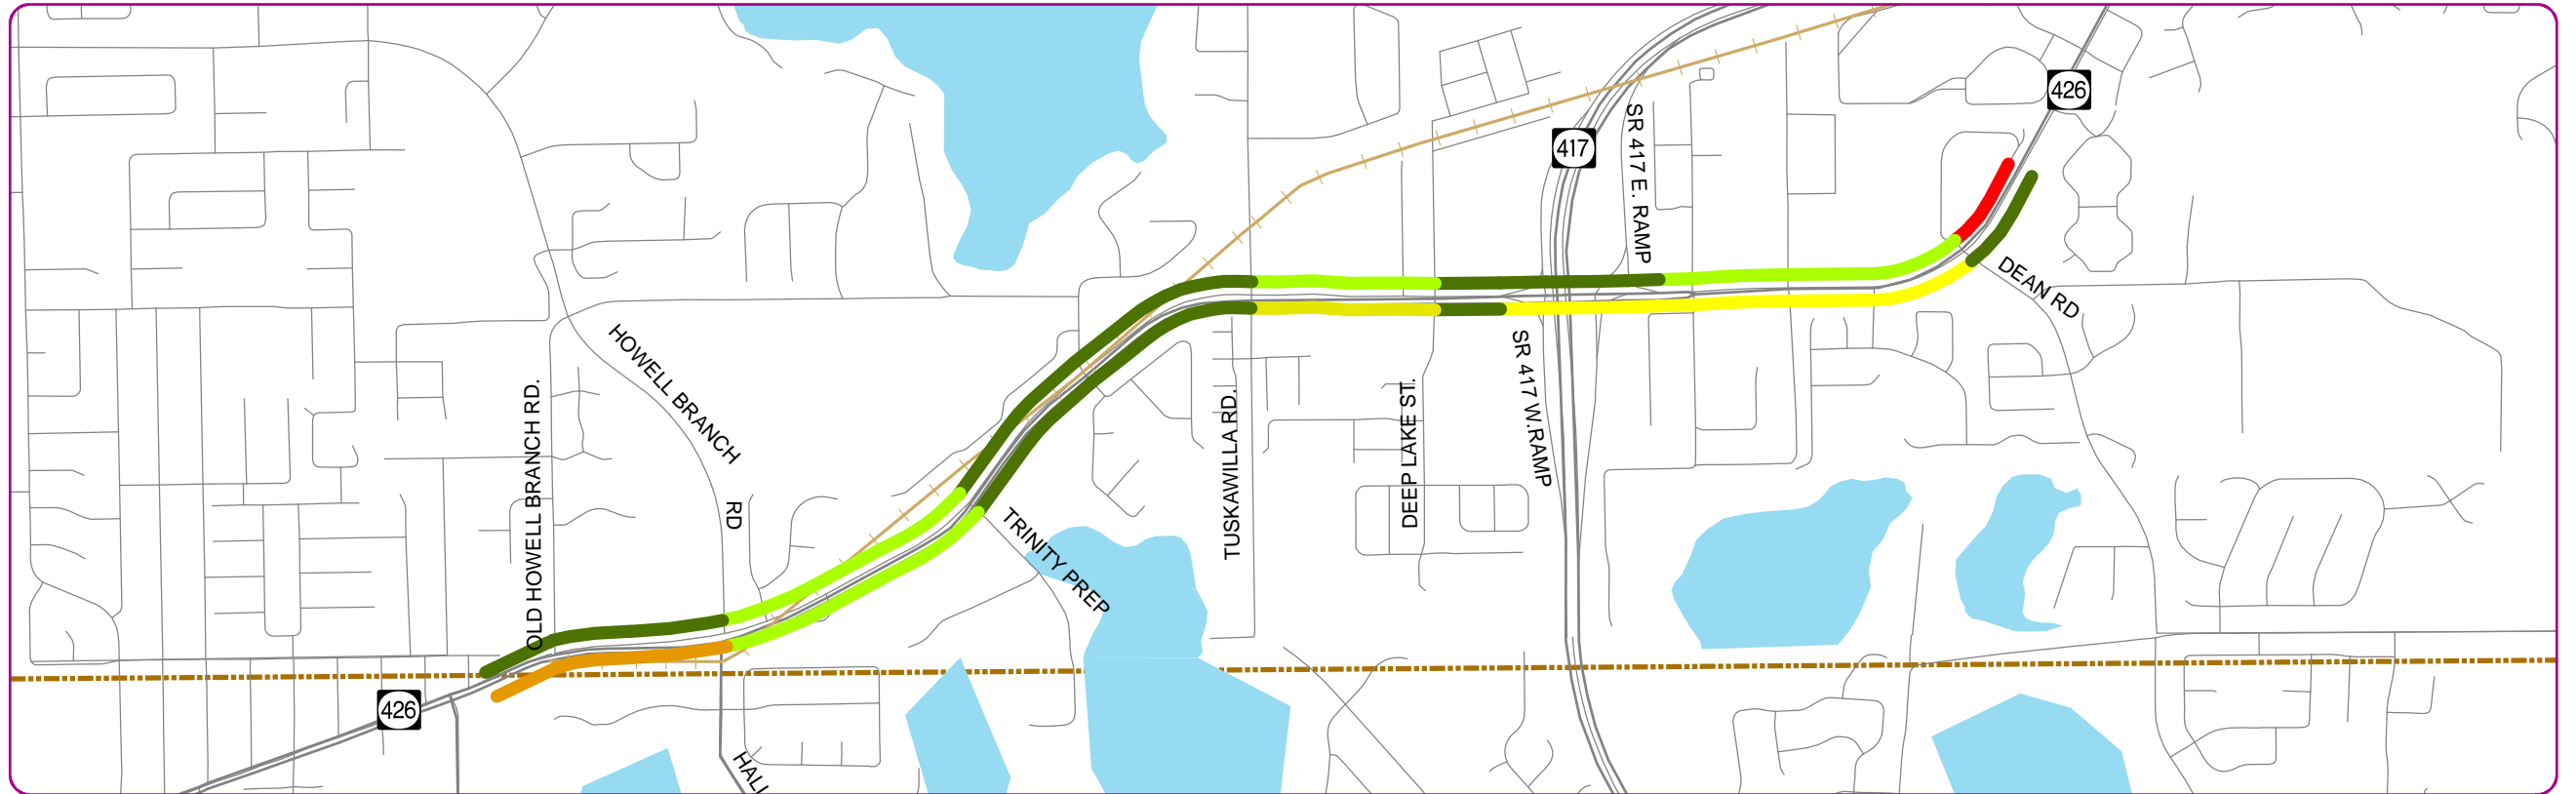 426
417
SR 417 E. RAMP
DEAN RD
HOWELL BRANCH
RD
OLD HOWELL BRANCH RD.
TUSKAWILLA RD.
DEEP LAKE ST.
SR 417 W.RAMP
TRINITY PREP
426
HALL